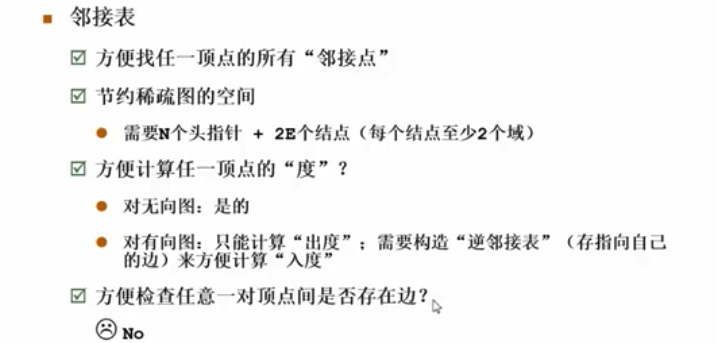 邻接表
方便找任一顶点的所有“邻接点”
节约稀疏图的空间
需要N个头指针 + 2E个结点（每个结点至少2个域）
方便计算任一顶点的“度”？
对无向图：是的
对有向图：只能计算“出度”；需要构造“逆邻接表”（存指向自己
的边）来方便计算“入度”
方便检查任意一对顶点间是否存在边？
No